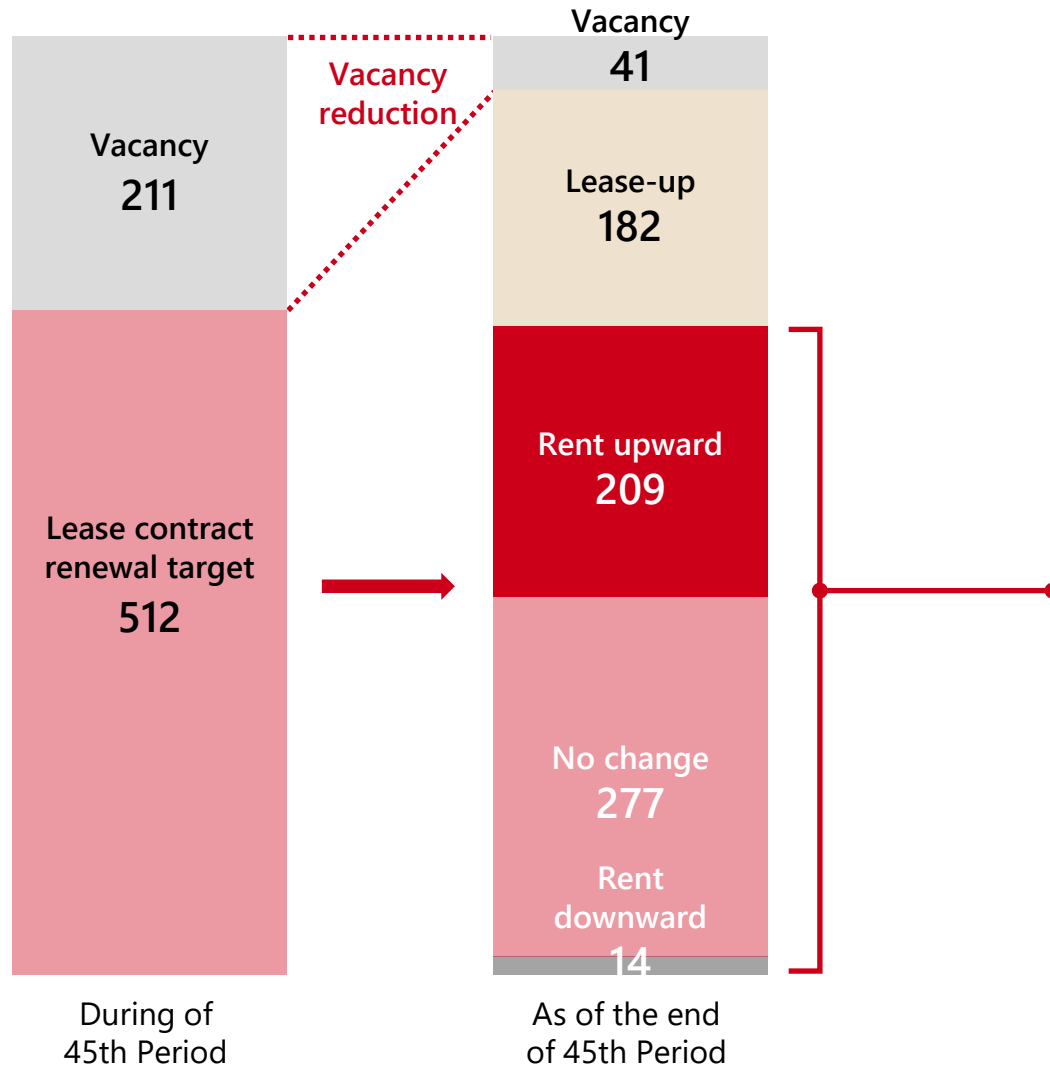 Vacancy
211
Lease contract
renewal target
512
During of
45th Period
Vacancy
reduction
Vacancy
41
Lease-up
182
Rent upward
209
No change
277
Rent
downward
14
As of the end
of 45th Period